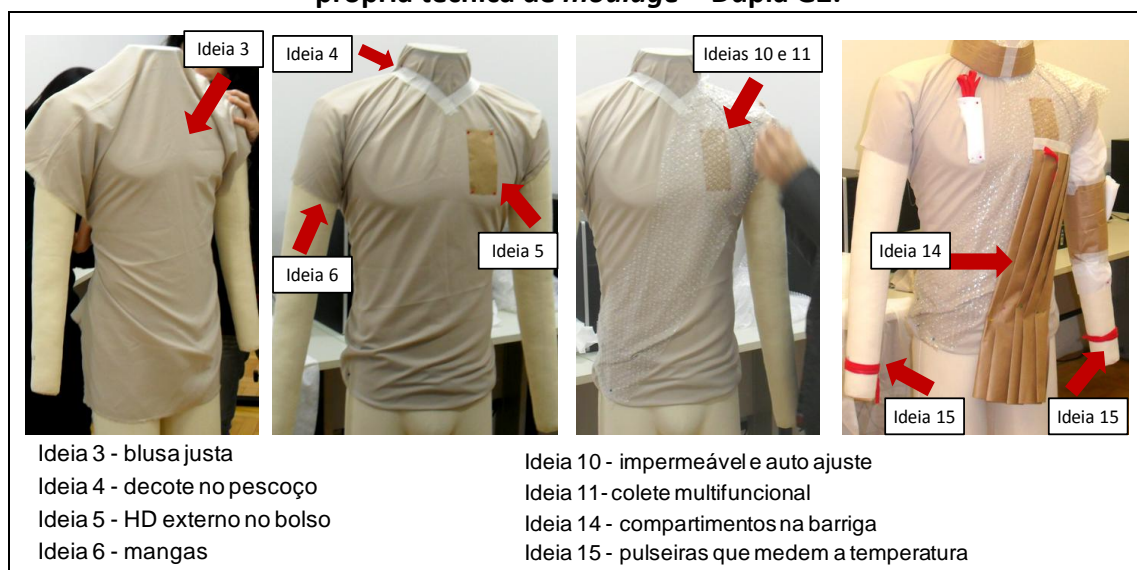 própria técnica de moulage – Dupla G2.
Ideia 3
Ideia 4
Ideias 10 e 11
Ideia 5
Ideia 6
Ideia 14
Ideia 15
Ideia 15
Ideia 3 - blusa justa
Ideia 4 - decote no pescoço
Ideia 5 - HD externo no bolso
Ideia 6 - mangas
Ideia 10 - impermeável e auto ajuste
Ideia 11- colete multifuncional
Ideia 14 - compartimentos na barriga
Ideia 15 - pulseiras que medem a temperatura